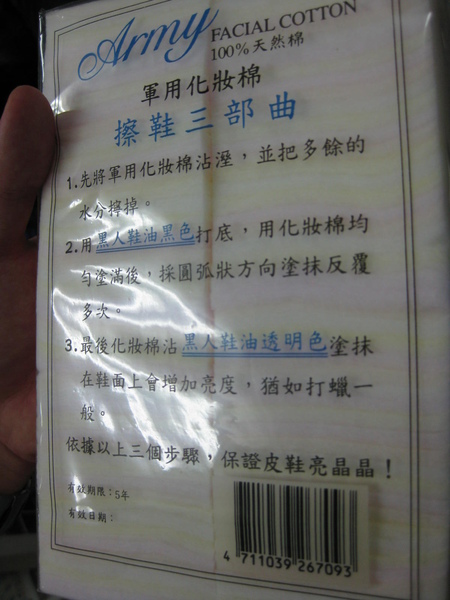 Army FACIAL COTTON
100%天然棉
軍用化妝棉
擦鞋三部曲
1.先將軍用化妝棉沾溼，並把多餘的
水分擰掉。
2.用黑人鞋油黑色打底，用化妝棉均
勻塗滿後，採圓弧狀方向塗抹反覆
多次。
3.最後化妝棉沾黑人鞋油透明色塗抹
在鞋面上會增加亮度，猶如打蠟一
般。
依據以上三個步驟，保證皮鞋亮晶晶！
有效期限：5年
有效日期：
4 711039 267093